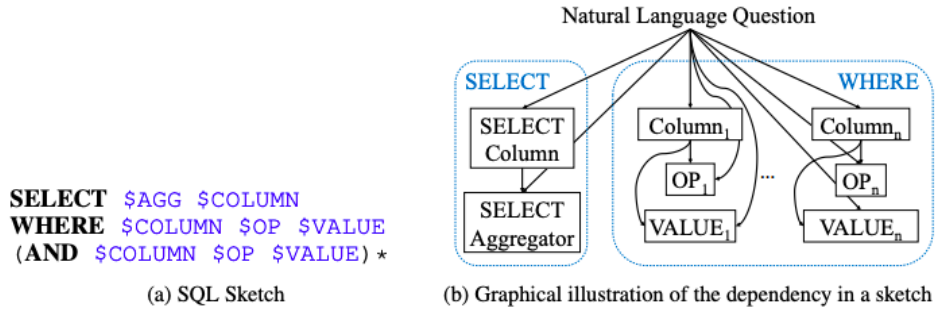 Natural Language Question
SELECT
WHERE
SELECT
Column
SELECT
Aggregator
Column1
OP1
VALUE1
...
Columnn
OPn
VALUEn
SELECT $AGG $COLUMN
WHERE $COLUMN $OP $VALUE
(AND $COLUMN $OP $VALUE)*
(a) SQL Sketch
(b) Graphical illustration of the dependency in a sketch